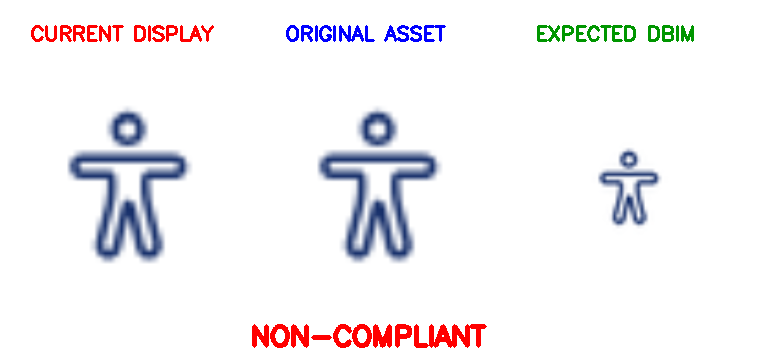 CURRENT DISPLAY
ORIGINAL ASSET
EXPECTED DBIM
NON-COMPLIANT